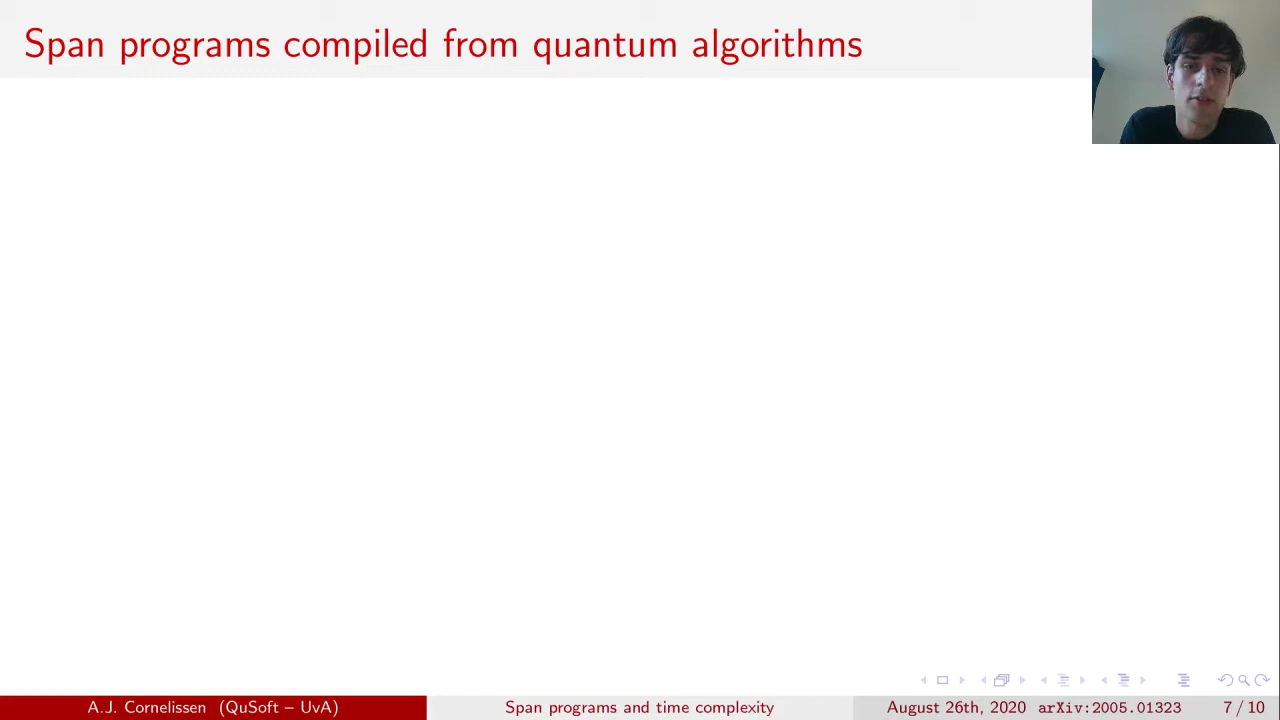 Span programs compiled from quantum algorithms
A.J. Cornelissen (QuSoft – UvA)
Span programs and time complexity
August 26th, 2020 arXiv:2005.01323
7 / 10